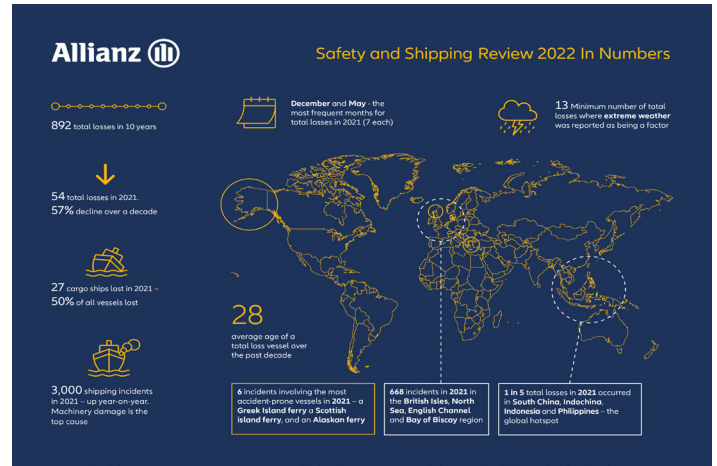 Allianz
Safety and Shipping Review 2022 In Numbers
892 total losses in 10 years
December and May - the
most frequent months for
total losses in 2021 (7 each)
13 Minimum number of total
losses where extreme weather
was reported as being a factor
54 total losses in 2021.
57% decline over a decade
27 cargo ships lost in 2021 –
50% of all vessels lost
3,000 shipping incidents
in 2021 – up year-on-year.
Machinery damage is the
top cause
28
average age of a
total loss vessel over
the past decade
6 incidents involving the most
accident-prone vessels in 2021 – a
Greek Island ferry a Scottish
island ferry, and an Alaskan ferry
668 incidents in 2021 in
the British Isles, North
Sea, English Channel
and Bay of Biscay region
1 in 5 total losses in 2021 occurred
in South China, Indochina,
Indonesia and Philippines – the
global hotspot